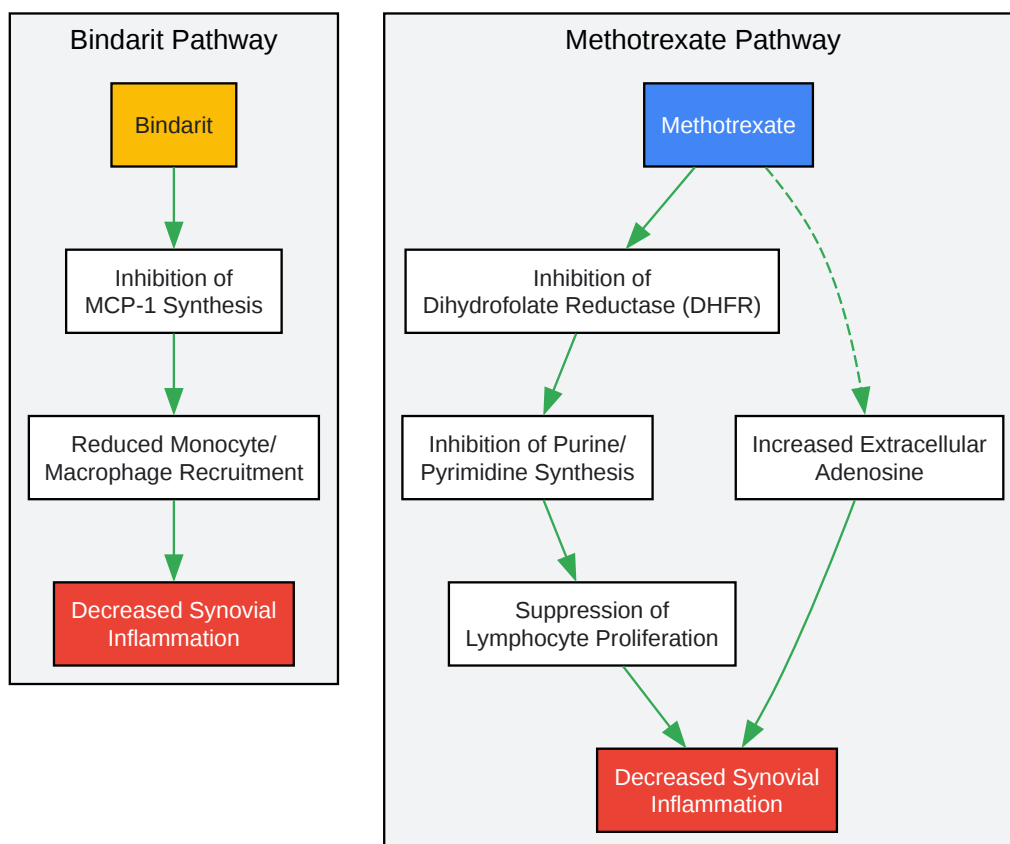 Bindarit Pathway
Bindarit
Inhibition of
MCP-1 Synthesis
Reduced Monocyte/
Macrophage Recruitment
Decreased Synovial
Inflammation
Methotrexate Pathway
Methotrexate
Inhibition of
Dihydrofolate Reductase (DHFR)
Inhibition of Purine/
Pyrimidine Synthesis
Increased Extracellular
Adenosine
Suppression of
Lymphocyte Proliferation
Decreased Synovial
Inflammation